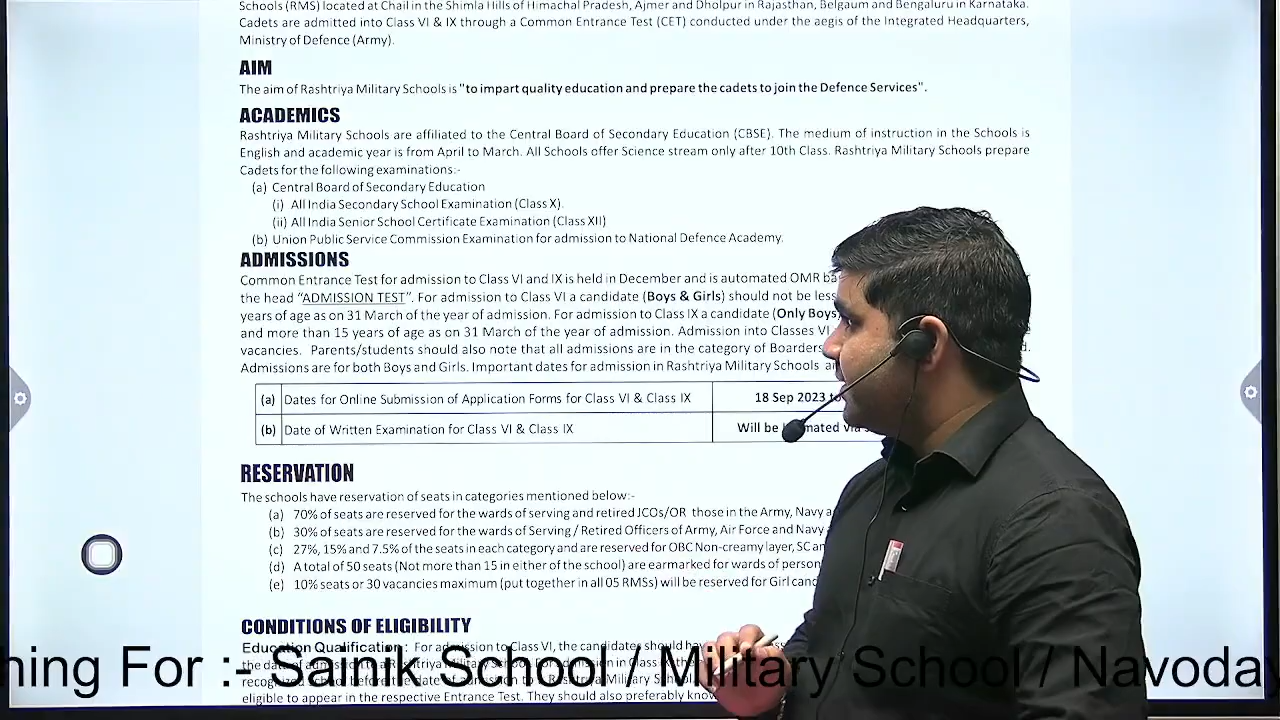 Schools (RMS) located at Chail in the Shimla Hills of Himachal Pradesh, Ajmer and Dholpur in Rajasthan, Belgaum and Bengaluru in Karnataka.
Cadets are admitted into Class VI & IX through a Common Entrance Test (CET) conducted under the aegis of the Integrated Headquarters,
Ministry of Defence (Army).
AIM
The aim of Rashtriya Military Schools is "to impart quality education and prepare the cadets to join the Defence Services".
ACADEMICS
Rashtriya Military Schools are affiliated to the Central Board of Secondary Education (CBSE). The medium of instruction in the Schools is
English and academic year is from April to March. All Schools offer Science stream only after 10th Class. Rashtriya Military Schools prepare
Cadets for the following examinations:-
(a) Central Board of Secondary Education
(i) All India Secondary School Examination (Class X).
(ii) All India Senior School Certificate Examination (Class XII)
(b) Union Public Service Commission Examination for admission to National Defence Academy.
ADMISSIONS
Common Entrance Test for admission to Class VI and IX is held in December and is automated OMR ba
the head "ADMISSION TEST". For admission to Class VI a candidate (Boys & Girls) should not be less
years of age as on 31 March of the year of admission. For admission to Class IX a candidate (Only Boys)
and more than 15 years of age as on 31 March of the year of admission. Admission into Classes VI
vacancies. Parents/students should also note that all admissions are in the category of Boarders d.
Admissions are for both Boys and Girls. Important dates for admission in Rashtriya Military Schools
(a) Dates for Online Submission of Application Forms for Class VI & Class IX 18 Sep 2023 to
(b) Date of Written Examination for Class VI & Class IX Will be
RESERVATION
The schools have reservation of seats in categories mentioned below:-
(a) 70% of seats are reserved for the wards of serving and retired JCOs/OR those in the Army, Navy a
(b) 30% of seats are reserved for the wards of Serving / Retired Officers of Army, Air Force and Navy
(c) 27%, 15% and 7.5% of the seats in each category and are reserved for OBC Non-creamy layer, SC an
(d) A total of 50 seats (Not more than 15 in either of the school) are earmarked for wards of person
(e) 10% seats or 30 vacancies maximum (put together in all 05 RMSs) will be reserved for Girl cand
CONDITIONS OF ELIGIBILITY
Education Qualification: For admission to Class VI, the candidates should
hing For :- Sainik School / Military School / Navoday
eligible to appear in the respective Entrance Test. They should also preferably know